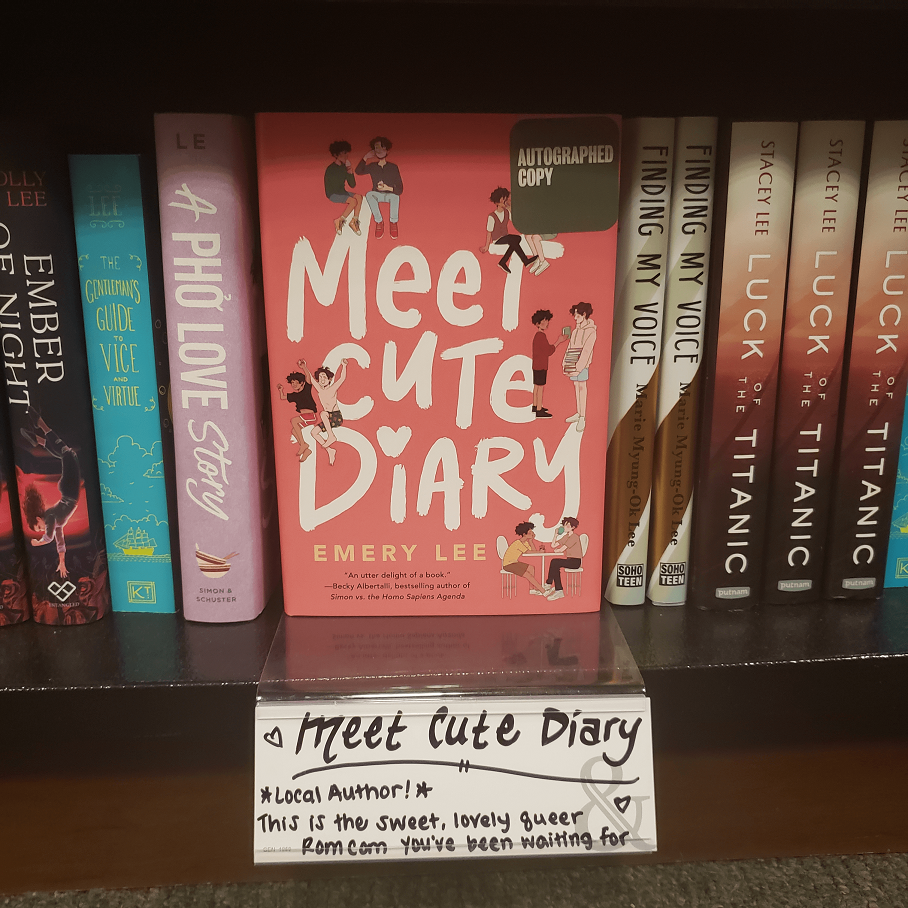 OLLY
LEE
OF NIGHT
EMBER
ENTANGLED
LEE
THE
GENTLEMAN'S
GUIDE
TO
VICE
AND
VIRTUE
KT
LE
A PHỞ LOVE Story
SIMON &
SCHUSTER
AUTOGRAPHED
COPY
Meet
CUTe
DiARY
EMERY LEE
"An utter delight of a book."
—Becky Albertalli, bestselling author of
Simon vs. the Homo Sapiens Agenda
FINDING MY VOICE Marie Myung-Ok Lee
SOHO
TEEN
FINDING MY VOICE Marie Myung-Ok Lee
SOHO
TEEN
STACEY LEE LUCK OF THE TITANIC
putnam
STACEY LEE LUCK OF THE TITANIC
putnam
STACEY LEE LUCK OF THE TITANIC
putnam
Meet Cute Diary
*Local Author!*
This is the sweet, lovely queer
Romcom you've been waiting for